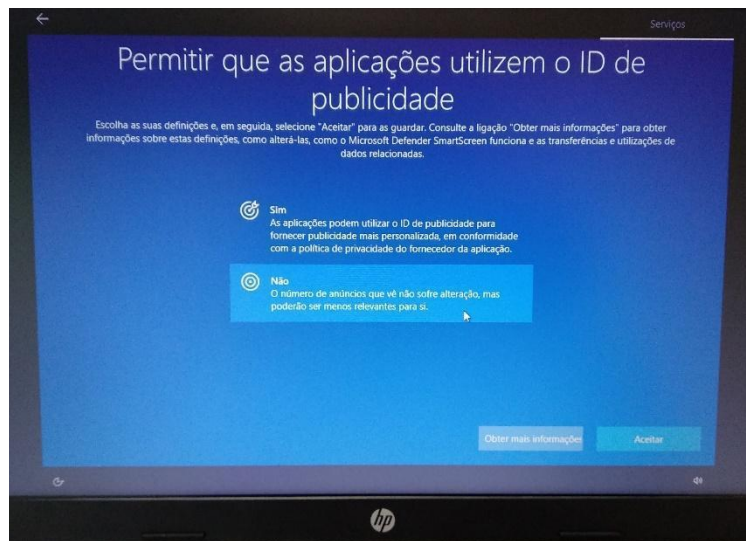 Serviços
Permitir que as aplicações utilizem o ID de
publicidade
Escolha as suas definições e, em seguida, selecione "Aceitar" para as guardar. Consulte a ligação "Obter mais informações" para obter
informações sobre estas definições, como alterá-las, como o Microsoft Defender SmartScreen funciona e as transferências e utilizações de
dados relacionadas.
Sim
As aplicações podem utilizar o ID de publicidade para
fornecer publicidade mais personalizada, em conformidade
com a política de privacidade do fornecedor da aplicação.
Não
O número de anúncios que vê não sofre alteração, mas
poderão ser menos relevantes para si.
Obter mais informações
Aceitar
hp